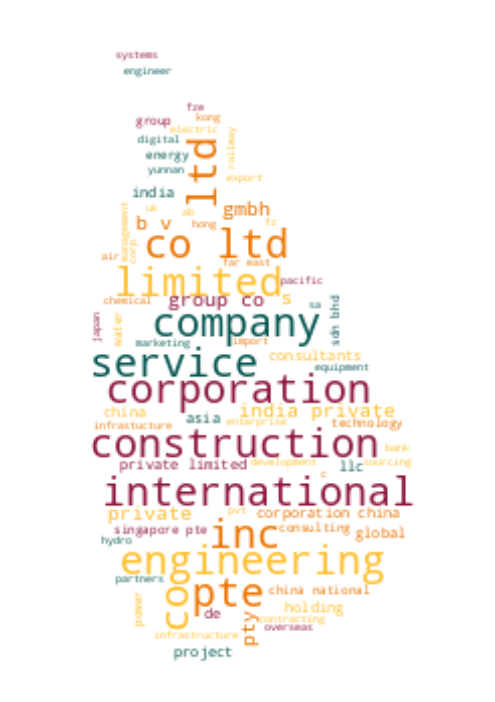 systems
engineer
fze
group
kong
electric
digital
railway
ltd
energy
yunnan
export
india
management
uk
ab
gmbh
b v
hong
fz
corp
co ltd
air
far east
limited
pacific
chemical
group co
s
sa
sdn bhd
japan
water
company
marketing
import
service
consultants
equipment
corporation
china
asia
india private
infrastucture
enterprise
technology
construction
bank
private limited
development
llc
sourcing
c
international
private
pvt
corporation china
singapore pte
inc
consulting
global
hydro
engineering
partners
co
pte
china national
power
de
holding
pty
contracting
overseas
infrastructure
project